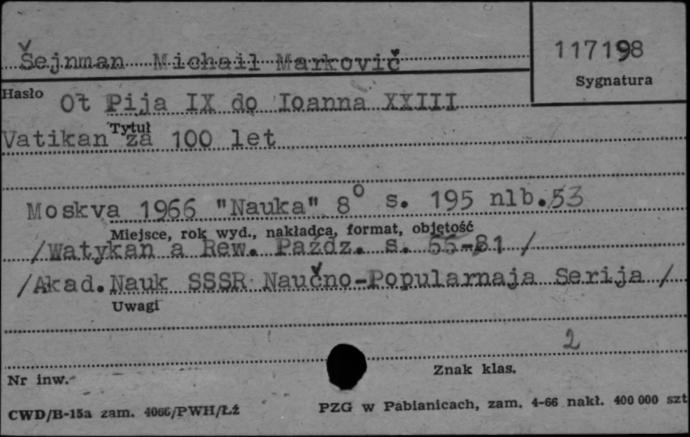 Šejnman Michail Markovič
117198
Sygnatura
Hasło
Ot Pija IX do Ioanna XXIII
Tytuł
Vatikan za 100 let
Moskva 1966 "Nauka" 8° s. 195 nlb. 53
Miejsce, rok wyd., nakładca, format, objętość
/Watykan a Rew. Paźdz. s. 55-81 /
/Akad. Nauk SSSR Naučno-Popularnaja Serija /
Uwagi
2
Nr inw.
Znak klas.
CWD/B-15a zam. 4066/PWH/Łź
PZG w Pabianicach, zam. 4-66 nakł. 400 000 szt